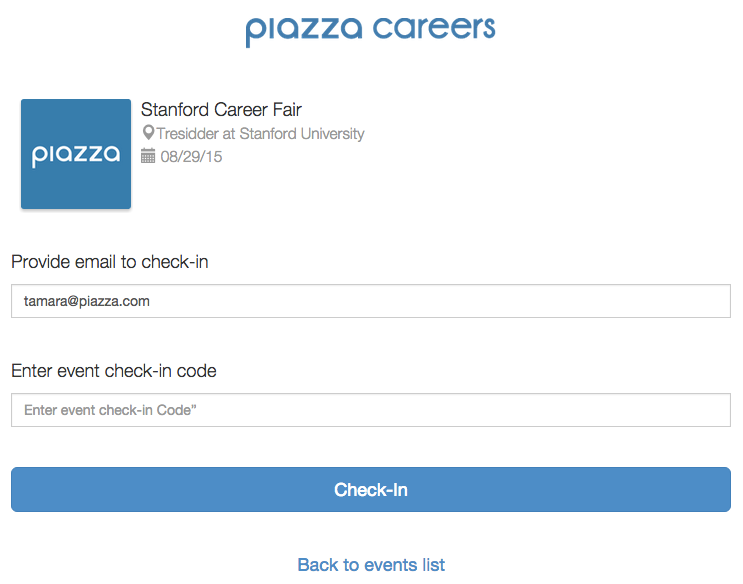 piazza careers
piazza
Stanford Career Fair
Tresidder at Stanford University
08/29/15
Provide email to check-in
tamara@piazza.com
Enter event check-in code
Enter event check-in Code"
Check-In
Back to events list